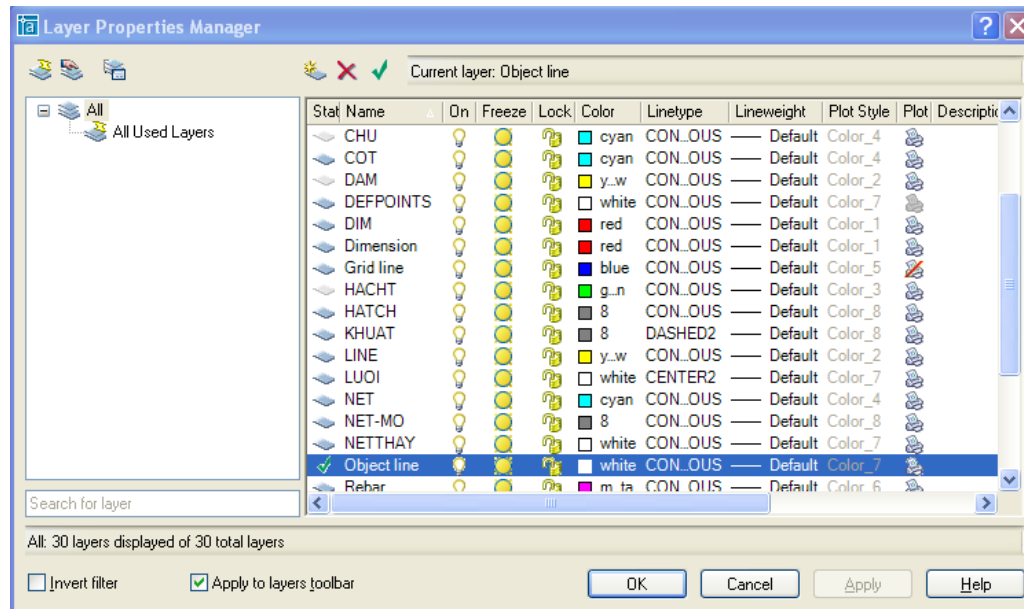 Layer Properties Manager
Current layer: Object line
All
All Used Layers
Stat Name On Freeze Lock Color Linetype Lineweight Plot Style Plot Descriptic
CHU cyan CON...OUS Default Color_4
COT cyan CON...OUS Default Color_4
DAM y...w CON...OUS Default Color_2
DEFPOINTS white CON...OUS Default Color_7
DIM red CON...OUS Default Color_1
Dimension red CON...OUS Default Color_1
Grid line blue CON...OUS Default Color_5
HACHT g...n CON...OUS Default Color_3
HATCH 8 CON...OUS Default Color_8
KHUAT 8 DASHED2 Default Color_8
LINE y...w CON...OUS Default Color_2
LUOI white CENTER2 Default Color_7
NET cyan CON...OUS Default Color_4
NET-MO 8 CON...OUS Default Color_8
NETTHAY white CON...OUS Default Color_7
Object line white CON...OUS Default Color_7
Rebar m...ta CON...OUS Default Color_6
Search for layer
All: 30 layers displayed of 30 total layers
Invert filter Apply to layers toolbar OK Cancel Apply Help